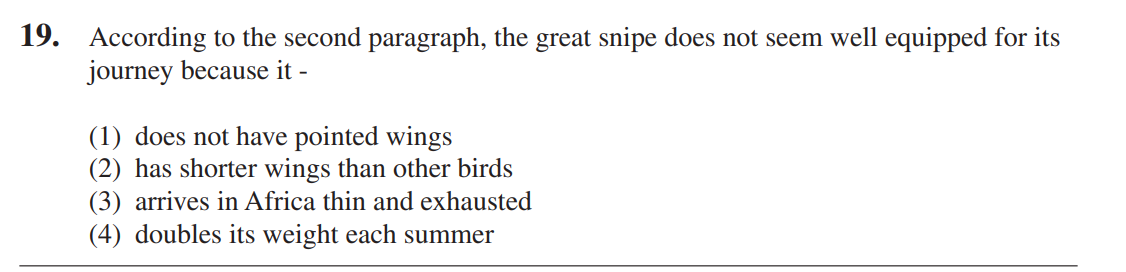 19. According to the second paragraph, the great snipe does not seem well equipped for its
journey because it -
(1) does not have pointed wings
(2) has shorter wings than other birds
(3) arrives in Africa thin and exhausted
(4) doubles its weight each summer